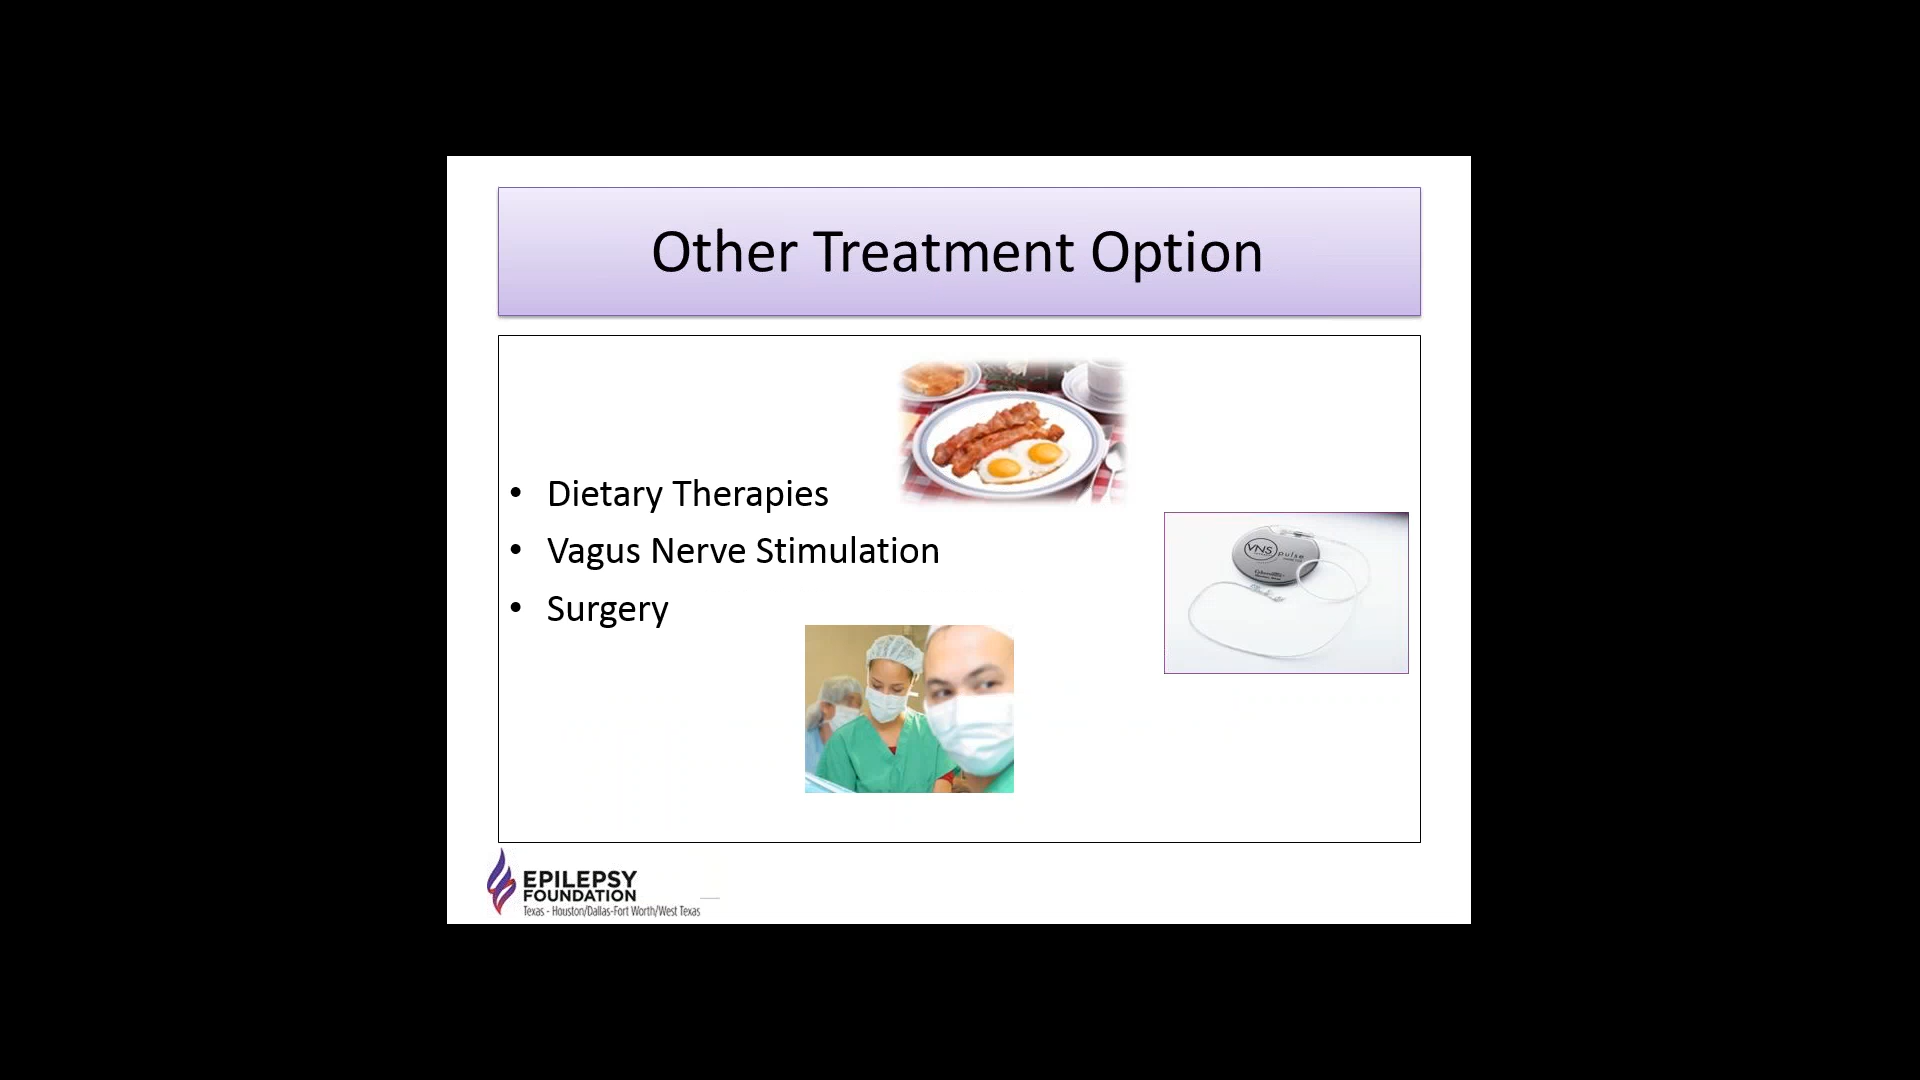 Other Treatment Option
• Dietary Therapies
• Vagus Nerve Stimulation
• Surgery
VNS
pulse
EPILEPSY
FOUNDATION
Texas - Houston/Dallas-Fort Worth/West Texas